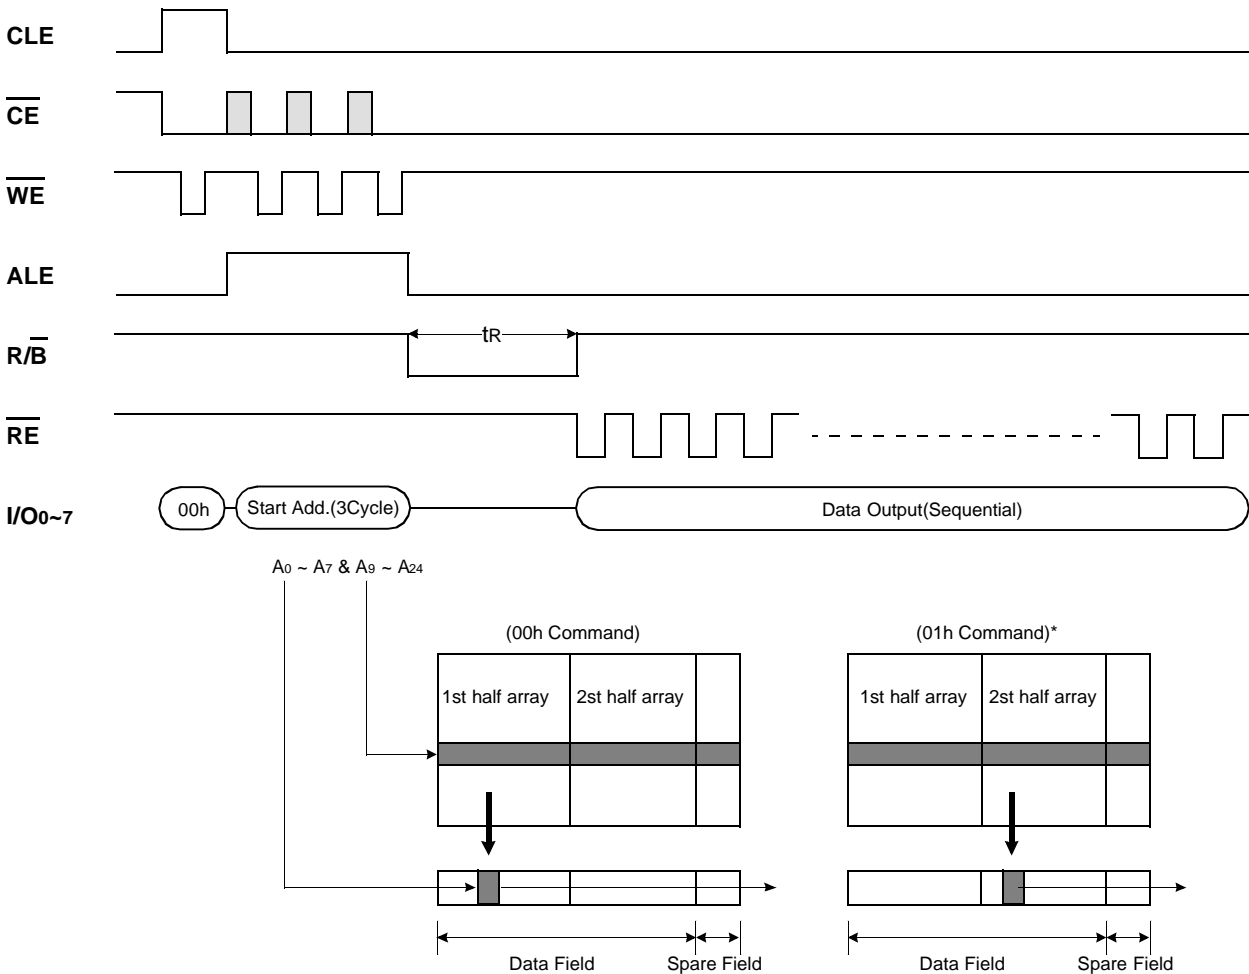 CLE
CE
WE
ALE
R/B
tR
RE
I/O0~7
00h
Start Add.(3Cycle)
Data Output(Sequential)
A0 ~ A7 & A9 ~ A24
(00h Command)
(01h Command)*
1st half array
2st half array
1st half array
2st half array
Data Field
Spare Field
Data Field
Spare Field